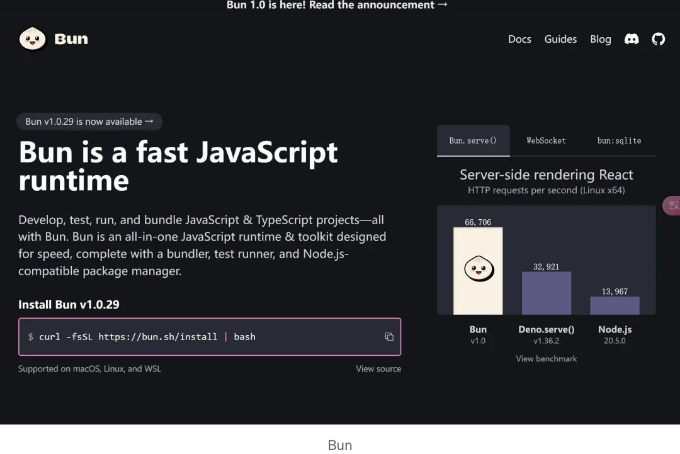 Bun 1.0 is here! Read the announcement →
Bun
Docs
Guides
Blog
Bun v1.0.29 is now available →
Bun is a fast JavaScript
runtime
Develop, test, run, and bundle JavaScript & TypeScript projects—all
with Bun. Bun is an all-in-one JavaScript runtime & toolkit designed
for speed, complete with a bundler, test runner, and Node.js-
compatible package manager.
Install Bun v1.0.29
$ curl -fsSL https://bun.sh/install | bash
Supported on macOS, Linux, and WSL
View source
Bun.serve()
WebSocket
bun:sqlite
Server-side rendering React
HTTP requests per second (Linux x64)
66,706
32,921
13,967
Bun
v1.0
Deno.serve()
v1.36.2
Node.js
20.5.0
View benchmark
Bun